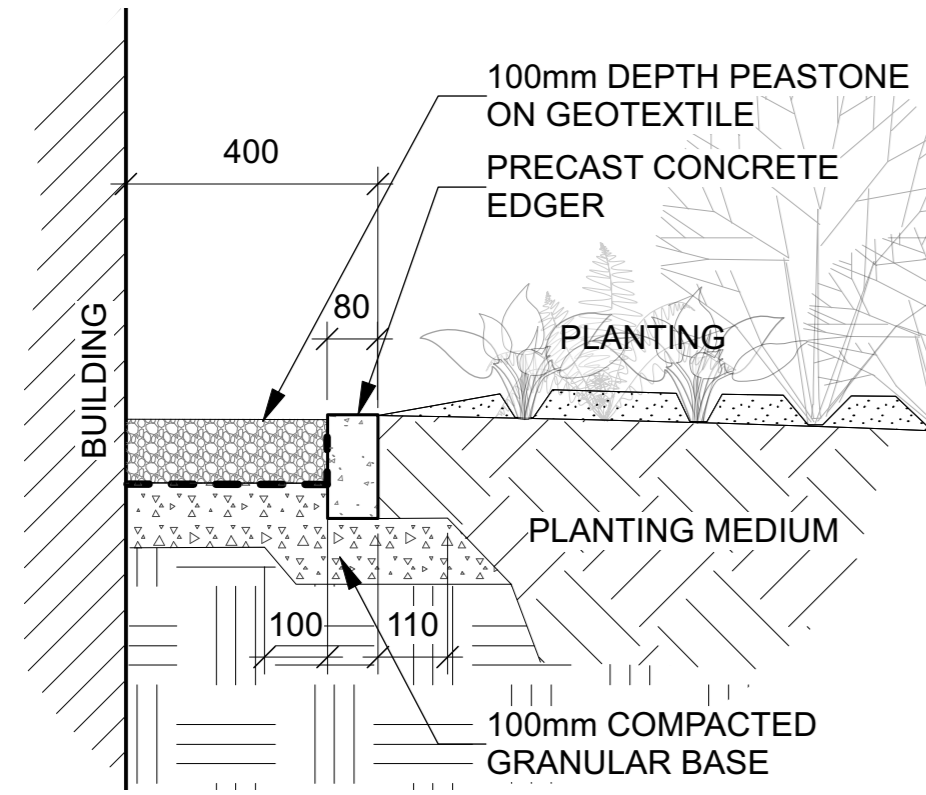 100mm DEPTH PEASTONE
ON GEOTEXTILE
400
PRECAST CONCRETE
EDGER
80
BUILDING
PLANTING
PLANTING MEDIUM
100
110
100mm COMPACTED
GRANULAR BASE